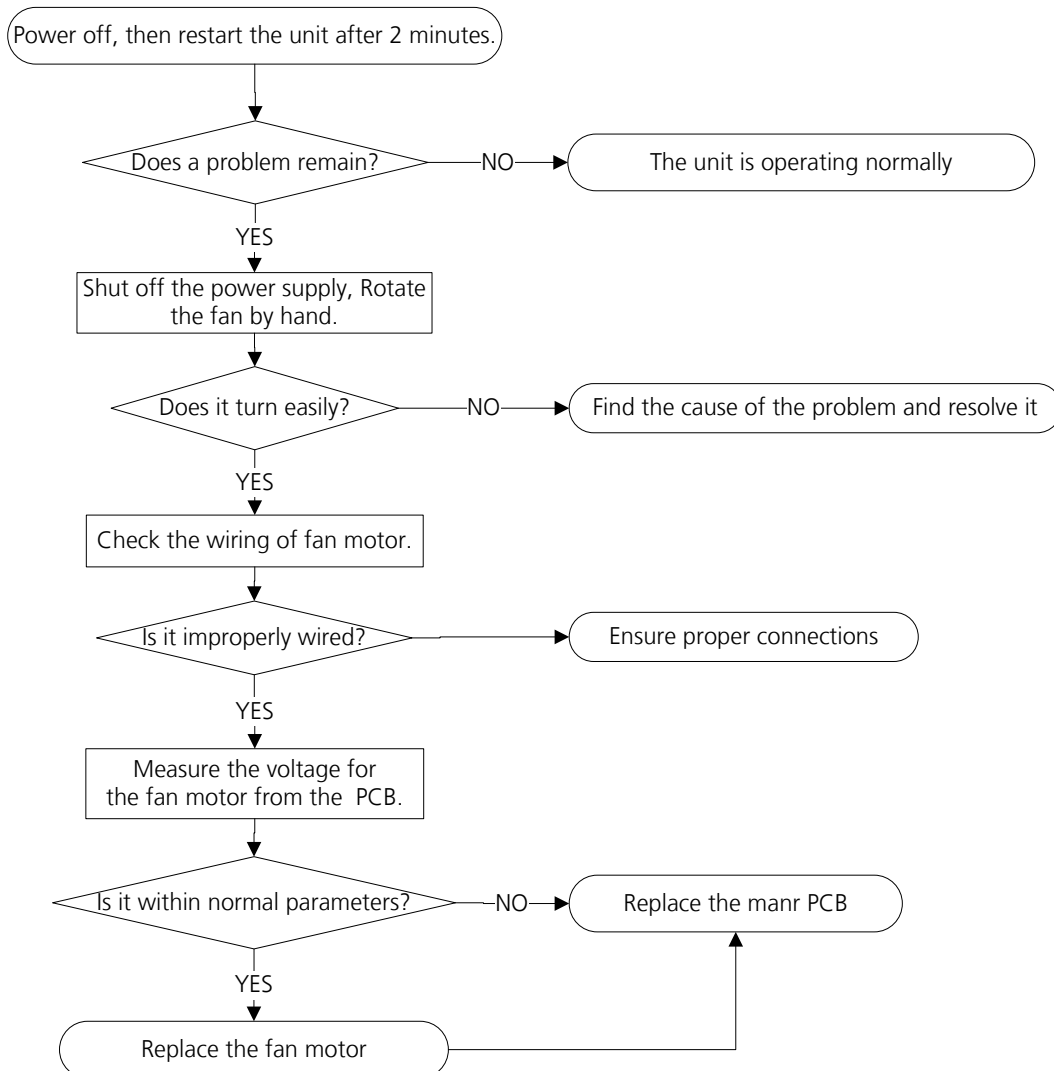 Power off, then restart the unit after 2 minutes.
Does a problem remain?
NO
The unit is operating normally
YES
Shut off the power supply, Rotate
the fan by hand.
Does it turn easily?
NO
Find the cause of the problem and resolve it
YES
Check the wiring of fan motor.
Is it improperly wired?
Ensure proper connections
YES
Measure the voltage for
the fan motor from the PCB.
Is it within normal parameters?
NO
Replace the manr PCB
YES
Replace the fan motor